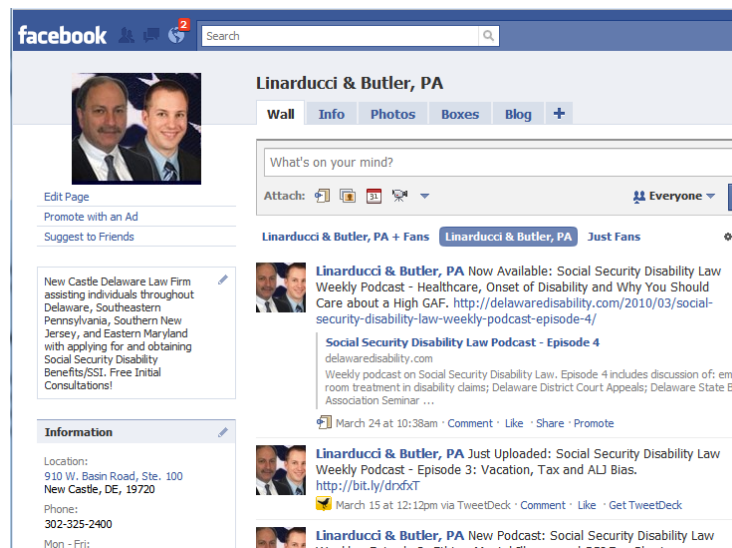 facebook
2
Search
Linarducci & Butler, PA
Wall Info Photos Boxes Blog +
What's on your mind?
Attach: 31
Everyone
Edit Page
Promote with an Ad
Suggest to Friends
Linarducci & Butler, PA + Fans Linarducci & Butler, PA Just Fans
New Castle Delaware Law Firm
assisting individuals throughout
Delaware, Southeastern
Pennsylvania, Southern New
Jersey, and Eastern Maryland
with applying for and obtaining
Social Security Disability
Benefits/SSI. Free Initial
Consultations!
Information
Location:
910 W. Basin Road, Ste. 100
New Castle, DE, 19720
Phone:
302-325-2400
Mon - Fri:
Linarducci & Butler, PA Now Available: Social Security Disability Law
Weekly Podcast - Healthcare, Onset of Disability and Why You Should
Care about a High GAF. http://delawaredisability.com/2010/03/social-
security-disability-law-weekly-podcast-episode-4/
Social Security Disability Law Podcast - Episode 4
delawaredisability.com
Weekly podcast on Social Security Disability Law. Episode 4 includes discussion of: em
room treatment in disability claims; Delaware District Court Appeals; Delaware State B
Association Seminar ...
March 24 at 10:38am · Comment · Like · Share · Promote
Linarducci & Butler, PA Just Uploaded: Social Security Disability Law
Weekly Podcast - Episode 3: Vacation, Tax and ALJ Bias.
http://bit.ly/drxfxT
March 15 at 12:12pm via TweetDeck · Comment · Like · Get TweetDeck
Linarducci & Butler, PA New Podcast: Social Security Disability Law